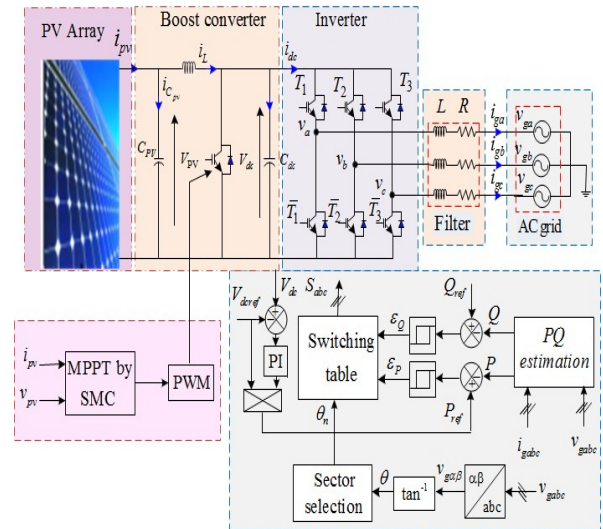 PV Array
Boost converter
Inverter
i_pv
i_L
i_dc
i_C_pv
C_PV
V_PV
V_dc
C_dc
T_1
T_2
T_3
v_a
v_b
v_c
T̄_1
T̄_2
T̄_3
L R
i_ga
i_gb
i_gc
v_ga
v_gb
v_gc
Filter
AC grid
V_dcref
V_dc
S_abc
Q_ref
PI
Switching table
ε_Q
ε_P
Q
P
PQ estimation
P_ref
i_gabc
v_gabc
i_pv
v_pv
MPPT by SMC
PWM
θ_n
Sector selection
θ
tan⁻¹
v_gαβ
αβ
abc
v_gabc